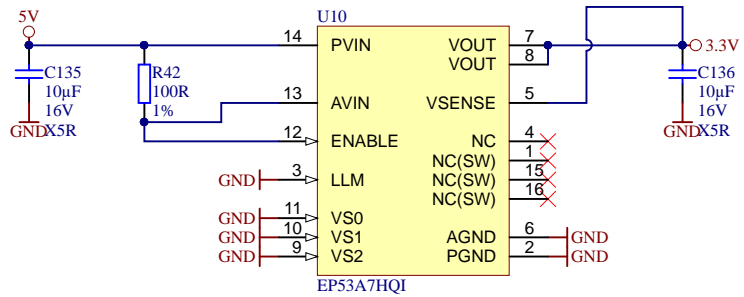 U10
5V
14 PVIN VOUT 7
VOUT 8
3.3V
C135
10µF
16V
X5R
GND
R42
100R
1%
13 AVIN VSENSE 5
C136
10µF
16V
X5R
GND
12 ENABLE NC 4
NC(SW) 1
GND 3 LLM NC(SW) 15
NC(SW) 16
GND 11 VS0
GND 10 VS1 AGND 6 GND
GND 9 VS2 PGND 2 GND
EP53A7HQI